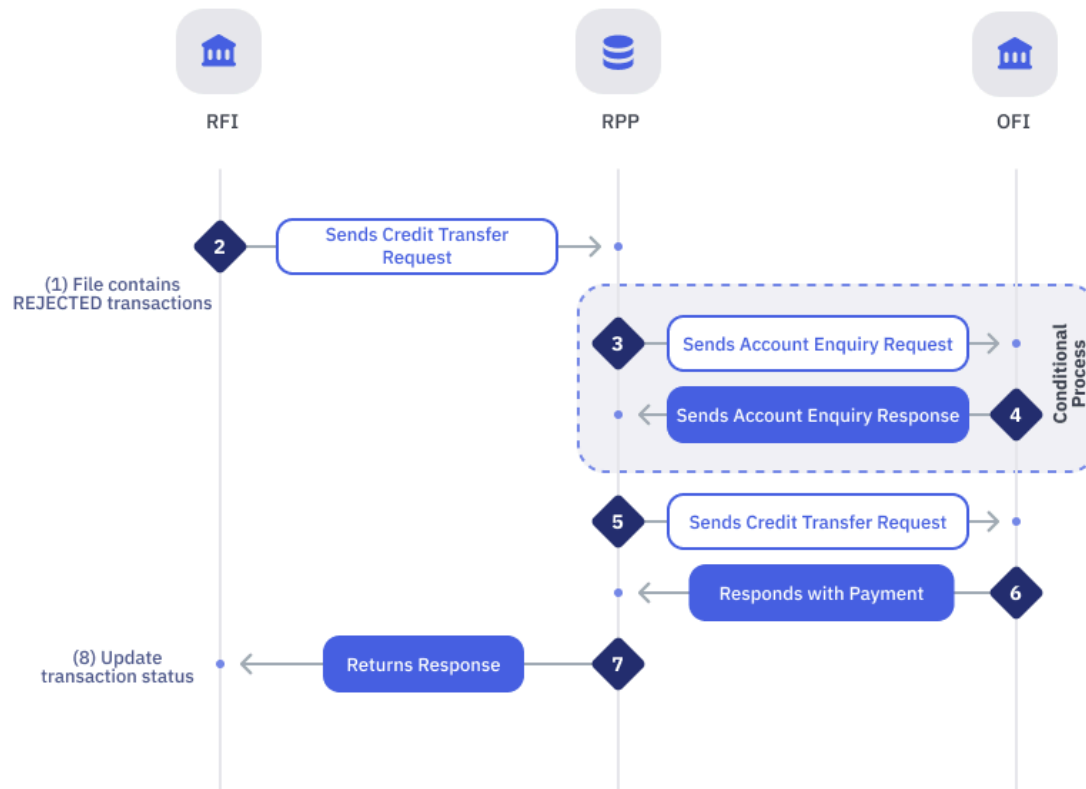 RFI
RPP
OFI
2
Sends Credit Transfer
Request
(1) File contains
REJECTED transactions
3
Sends Account Enquiry Request
Conditional
Process
Sends Account Enquiry Response
4
5
Sends Credit Transfer Request
Responds with Payment
6
(8) Update
transaction status
Returns Response
7